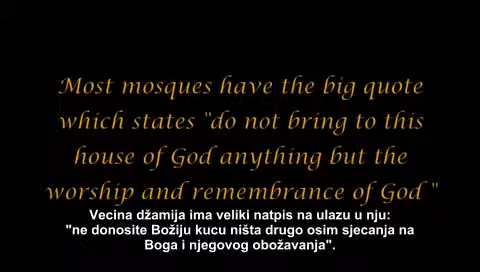 Most mosques have the big quote
which states "do not bring to this
house of God anything but the
worship and remembrance of God "
Vecina džamija ima veliki natpis na ulazu u nju:
"ne donosite Božiju kucu ništa drugo osim sjecanja na
Boga i njegovog obožavanja".